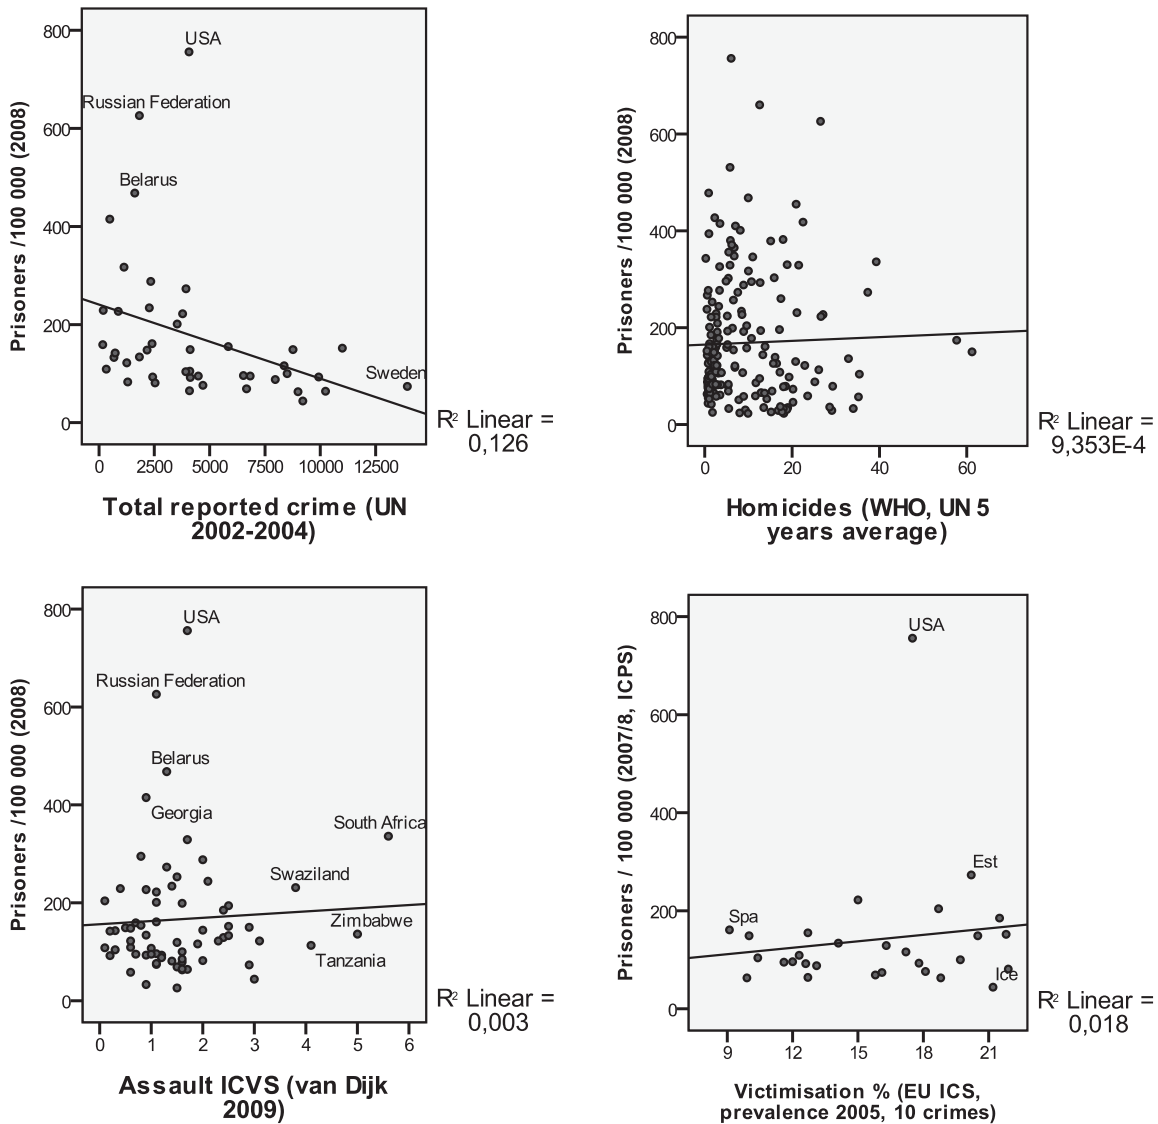 Prisoners /100 000 (2008)
800
600
400
200
0
USA
Russian Federation
Belarus
Sweden
0 2500 5000 7500 10000 12500
Total reported crime (UN
2002-2004)
R² Linear =
0,126
Prisoners /100 000 (2008)
800
600
400
200
0
0 20 40 60
Homicides (WHO, UN 5
years average)
R² Linear =
9,353E-4
Prisoners /100 000 (2008)
800
600
400
200
0
USA
Russian Federation
Belarus
Georgia
South Africa
Swaziland
Zimbabwe
Tanzania
0 1 2 3 4 5 6
Assault ICVS (van Dijk
2009)
R² Linear =
0,003
Prisoners / 100 000 (2007/8, ICPS)
800
600
400
200
0
USA
Est
Spa
Ice
9 12 15 18 21
Victimisation % (EU ICS,
prevalence 2005, 10 crimes)
R² Linear =
0,018